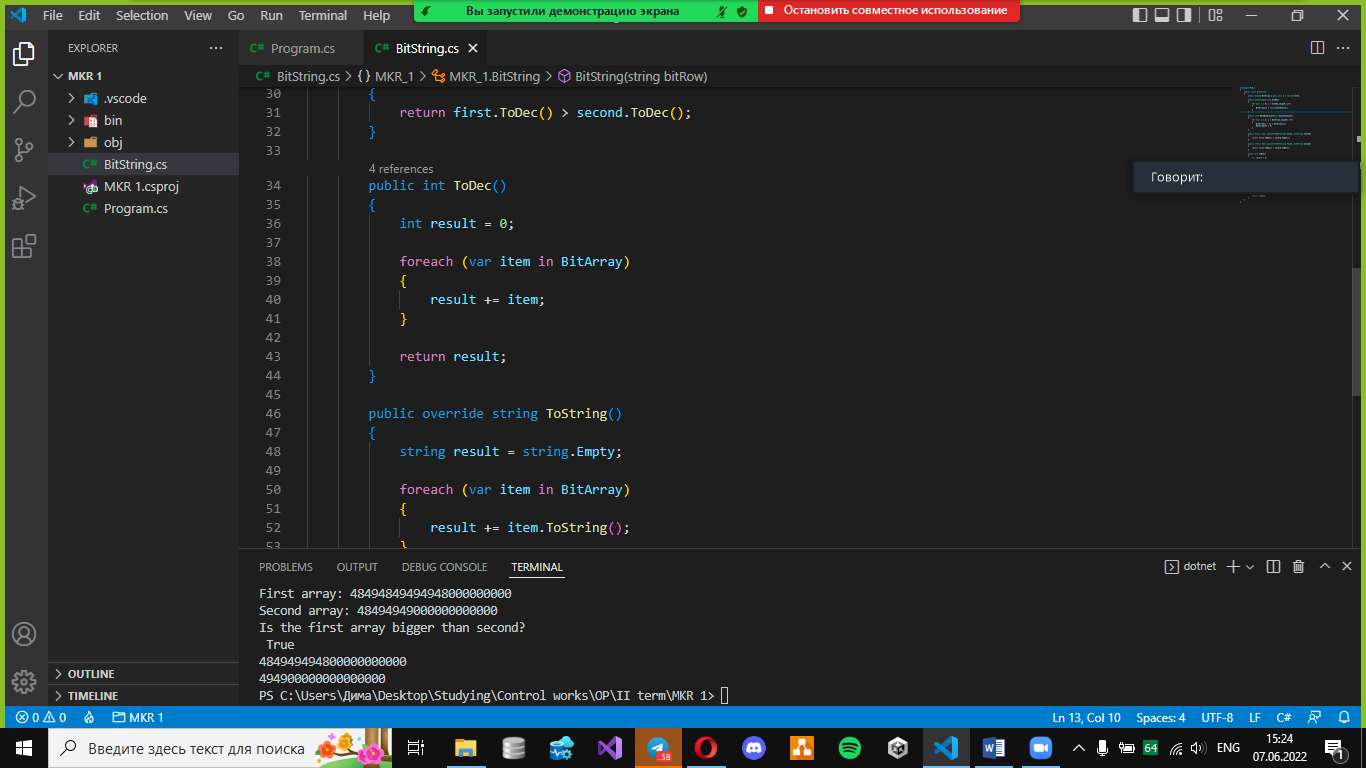 File Edit Selection View Go Run Terminal Help
Вы запустили демонстрацию экрана
Остановить совместное использование
EXPLORER
Program.cs
BitString.cs
MKR 1
BitString.cs > {} MKR_1 > MKR_1.BitString > BitString(string bitRow)
.vscode
bin
obj
BitString.cs
MKR 1.csproj
Program.cs
Говорит:
30 {
31 return first.ToDec() > second.ToDec();
32 }
33
4 references
34 public int ToDec()
35 {
36 int result = 0;
37
38 foreach (var item in BitArray)
39 {
40 result += item;
41 }
42
43 return result;
44 }
45
46 public override string ToString()
47 {
48 string result = string.Empty;
49
50 foreach (var item in BitArray)
51 {
52 result += item.ToString();
53 }
PROBLEMS OUTPUT DEBUG CONSOLE TERMINAL
dotnet
First array: 48494849494948000000000
Second array: 48494949000000000000
Is the first array bigger than second?
True
484949494800000000000
494900000000000000
PS C:\Users\Дима\Desktop\Studying\Control works\OP\II term\MKR 1>
OUTLINE
TIMELINE
0 0 MKR 1
Ln 13, Col 10 Spaces: 4 UTF-8 LF C#
Введите здесь текст для поиска
.58
64
ENG
15:24
07.06.2022
1